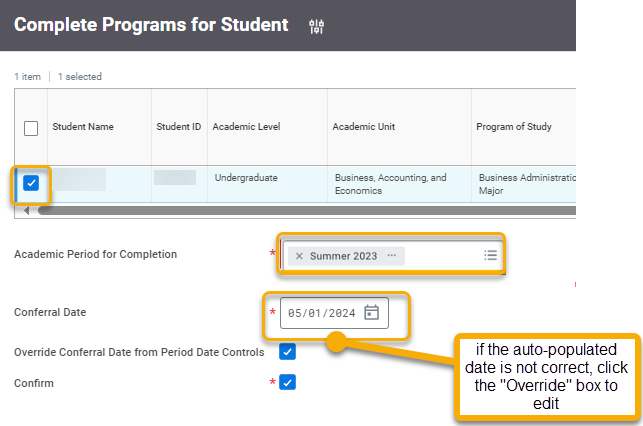 Complete Programs for Student
1 item | 1 selected
Student Name Student ID Academic Level Academic Unit Program of Study
Undergraduate Business, Accounting, and Economics Business Administratio Major
Academic Period for Completion * × Summer 2023 ...
Conferral Date * 05/01/2024
Override Conferral Date from Period Date Controls
Confirm *
if the auto-populated
date is not correct, click
the "Override" box to
edit